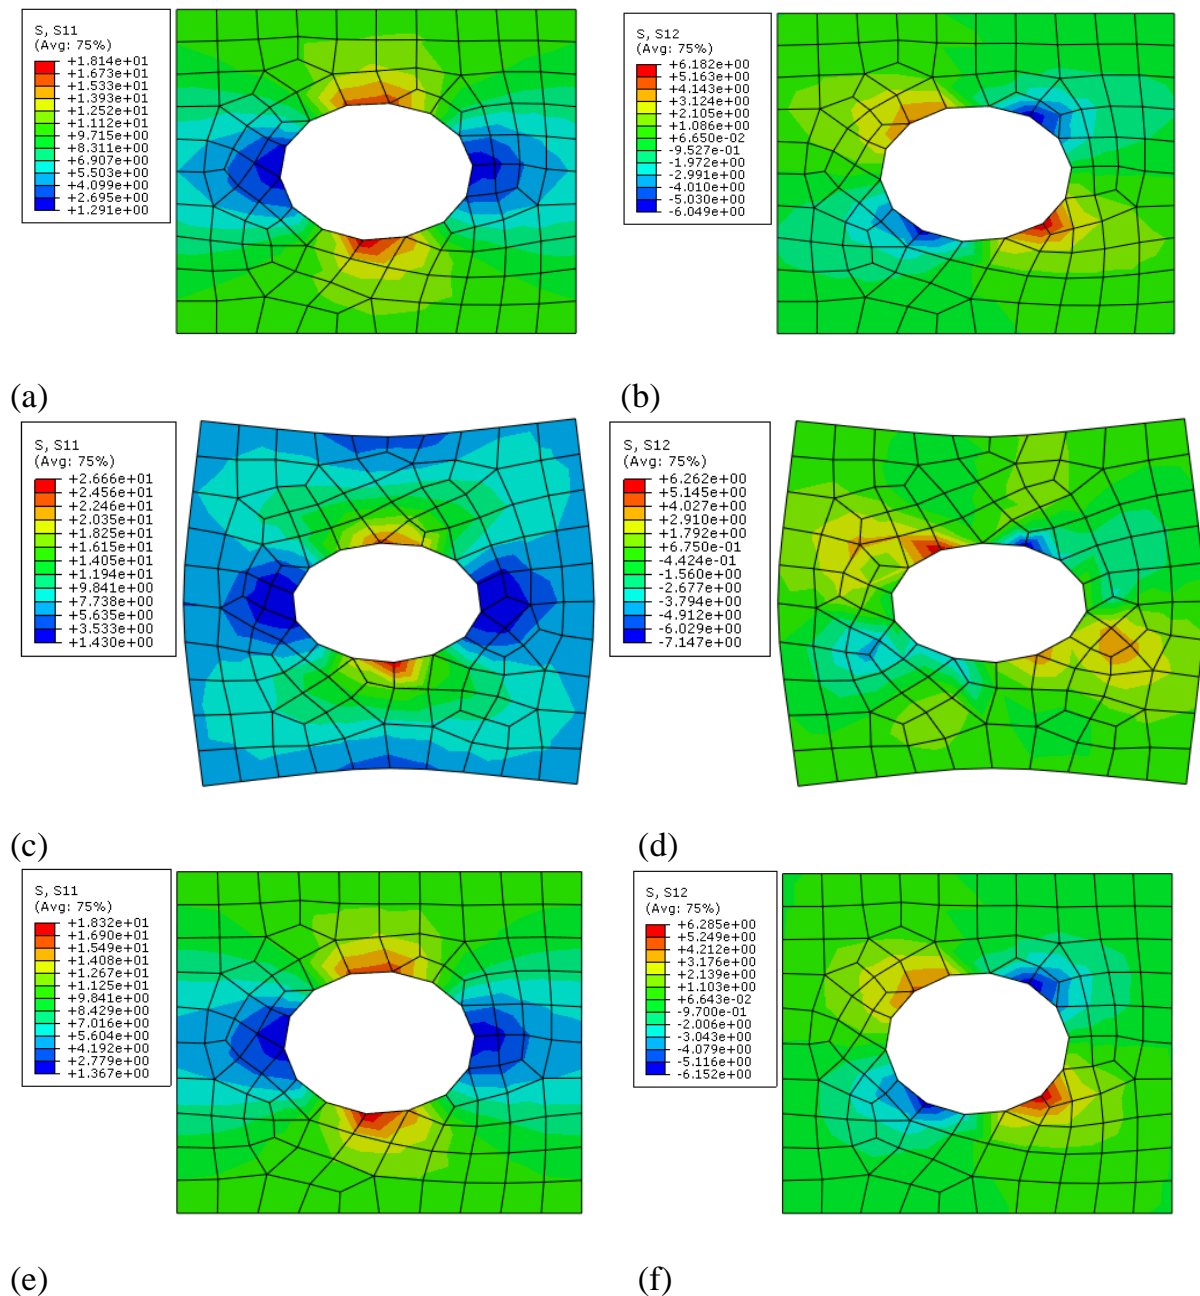 S, S11
(Avg: 75%)
+1.814e+01
+1.673e+01
+1.533e+01
+1.393e+01
+1.252e+01
+1.112e+01
+9.715e+00
+8.311e+00
+6.907e+00
+5.503e+00
+4.099e+00
+2.695e+00
+1.291e+00
S, S12
(Avg: 75%)
+6.182e+00
+5.163e+00
+4.143e+00
+3.124e+00
+2.105e+00
+1.086e+00
+6.650e-02
-9.527e-01
-1.972e+00
-2.991e+00
-4.010e+00
-5.030e+00
-6.049e+00
(a)
(b)
S, S11
(Avg: 75%)
+2.666e+01
+2.456e+01
+2.246e+01
+2.035e+01
+1.825e+01
+1.615e+01
+1.405e+01
+1.194e+01
+9.841e+00
+7.738e+00
+5.635e+00
+3.533e+00
+1.430e+00
S, S12
(Avg: 75%)
+6.262e+00
+5.145e+00
+4.027e+00
+2.910e+00
+1.792e+00
+6.750e-01
-4.424e-01
-1.560e+00
-2.677e+00
-3.794e+00
-4.912e+00
-6.029e+00
-7.147e+00
(c)
(d)
S, S11
(Avg: 75%)
+1.832e+01
+1.690e+01
+1.549e+01
+1.408e+01
+1.267e+01
+1.125e+01
+9.841e+00
+8.429e+00
+7.016e+00
+5.604e+00
+4.192e+00
+2.779e+00
+1.367e+00
S, S12
(Avg: 75%)
+6.285e+00
+5.249e+00
+4.212e+00
+3.176e+00
+2.139e+00
+1.103e+00
+6.643e-02
-9.700e-01
-2.006e+00
-3.043e+00
-4.079e+00
-5.116e+00
-6.152e+00
(e)
(f)